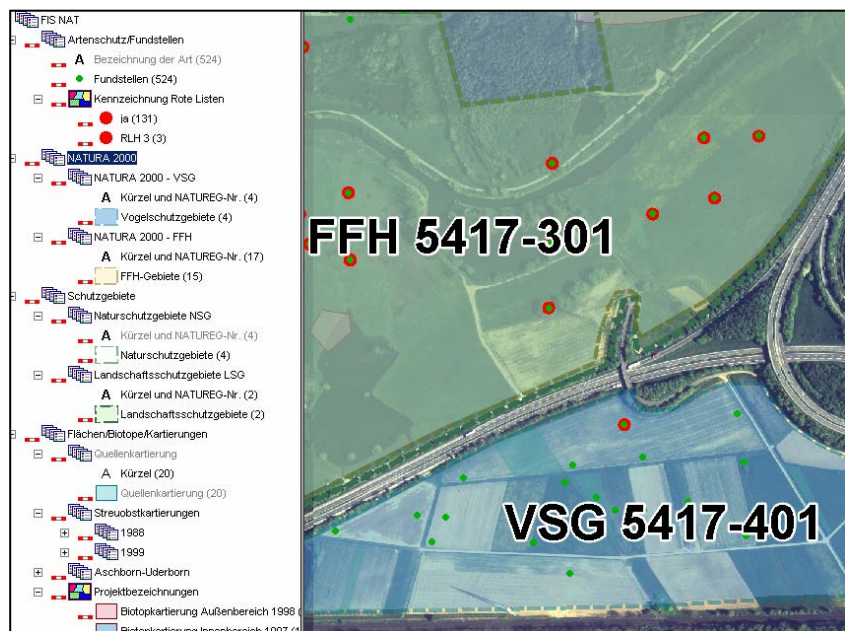 FIS NAT
Artenschutz/Fundstellen
A Bezeichnung der Art (524)
Fundstellen (524)
Kennzeichnung Rote Listen
ja (131)
RLH 3 (3)
NATURA 2000
NATURA 2000 - VSG
A Kürzel und NATUREG-Nr. (4)
Vogelschutzgebiete (4)
NATURA 2000 - FFH
A Kürzel und NATUREG-Nr. (17)
FFH-Gebiete (15)
Schutzgebiete
Naturschutzgebiete NSG
A Kürzel und NATUREG-Nr. (4)
Naturschutzgebiete (4)
Landschaftsschutzgebiete LSG
A Kürzel und NATUREG-Nr. (2)
Landschaftsschutzgebiete (2)
Flächen/Biotope/Kartierungen
Quellenkartierung
A Kürzel (20)
Quellenkartierung (20)
Streuobstkartierungen
1988
1999
Aschborn-Uderborn
Projektbezeichnungen
Biotopkartierung Außenbereich 1998 (
Biotopkartierung Innenbereich 1997 (1
FFH 5417-301
VSG 5417-401